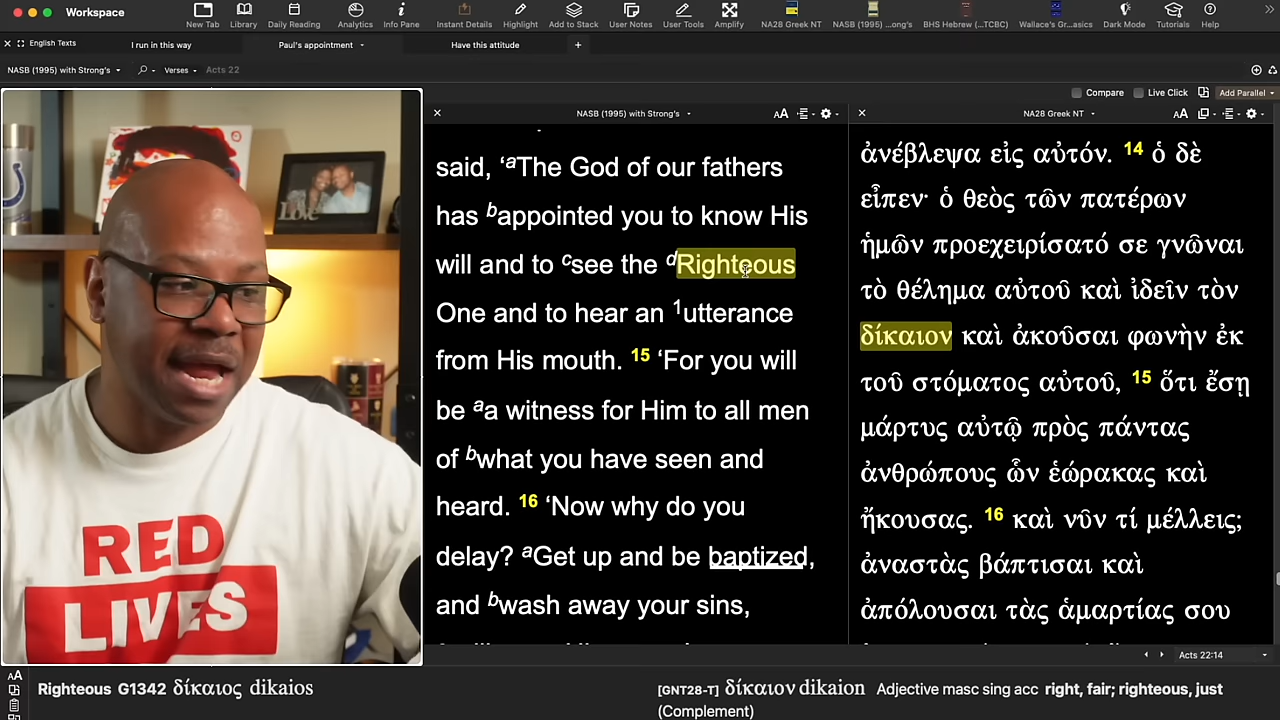 Workspace
New Tab
Library
Daily Reading
Analytics
Info Pane
Instant Details
Highlight
Add to Stack
User Notes
User Tools
Amplify
NA28 Greek NT
NASB (1995) ...ong's
BHS Hebrew (...TCBC)
Wallace's Gr...asics
Dark Mode
Tutorials
Help
English Texts
I run in this way
Paul's appointment
Have this attitude
NASB (1995) with Strong's
Verses
Acts 22
Compare
Live Click
Add Parallel
NASB (1995) with Strong's
said, ‘aThe God of our fathers
has bappointed you to know His
will and to csee the dRighteous
One and to hear an 1utterance
from His mouth. 15 ‘For you will
be aa witness for Him to all men
of bwhat you have seen and
heard. 16 ‘Now why do you
delay? aGet up and be baptized,
and bwash away your sins,
NA28 Greek NT
ἀνέβλεψα εἰς αὐτόν. 14 ὁ δὲ
εἶπεν· ὁ θεὸς τῶν πατέρων
ἡμῶν προεχειρίσατό σε γνῶναι
τὸ θέλημα αὐτοῦ καὶ ἰδεῖν τὸν
δίκαιον καὶ ἀκοῦσαι φωνὴν ἐκ
τοῦ στόματος αὐτοῦ, 15 ὅτι ἔσῃ
μάρτυς αὐτῷ πρὸς πάντας
ἀνθρώπους ὧν ἑώρακας καὶ
ἤκουσας. 16 καὶ νῦν τί μέλλεις;
ἀναστὰς βάπτισαι καὶ
ἀπόλουσαι τὰς ἁμαρτίας σου
Acts 22:14
Love
RED
LIVES
Righteous G1342 δίκαιος dikaios
[GNT28-T] δίκαιον dikaion Adjective masc sing acc right, fair; righteous, just
(Complement)